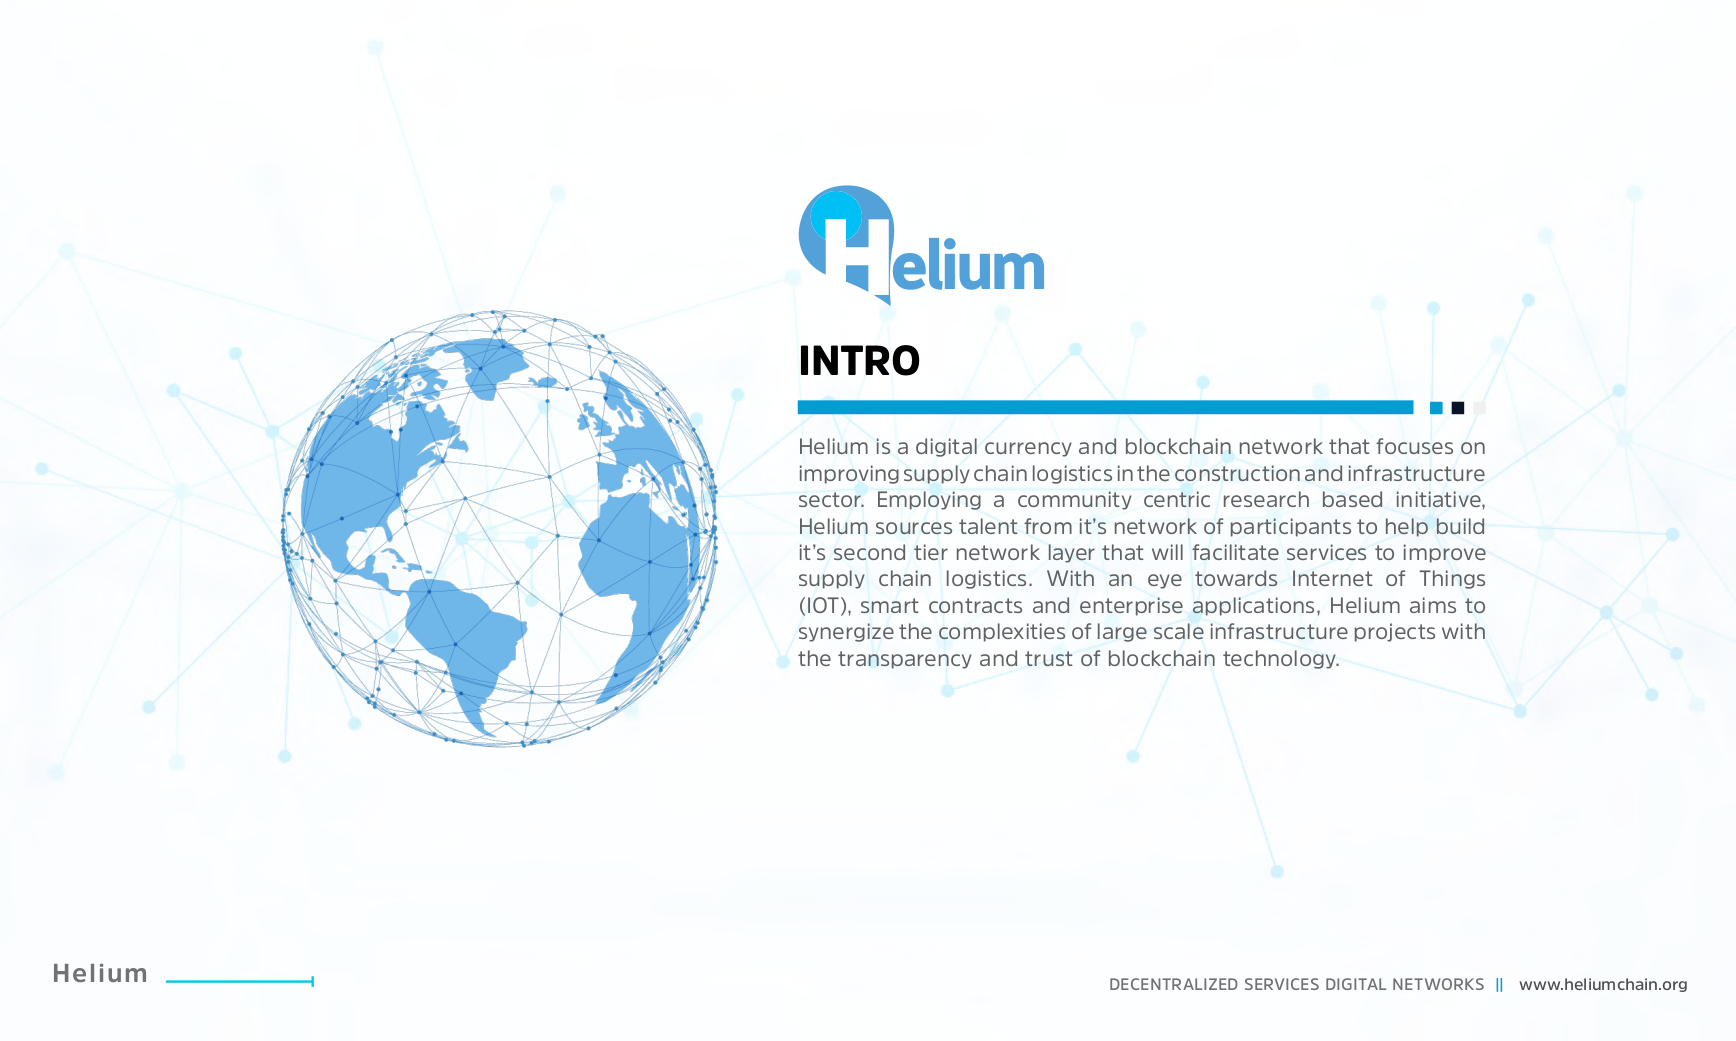 Helium
INTRO
Helium is a digital currency and blockchain network that focuses on
improving supply chain logistics in the construction and infrastructure
sector. Employing a community centric research based initiative,
Helium sources talent from it's network of participants to help build
it's second tier network layer that will facilitate services to improve
supply chain logistics. With an eye towards Internet of Things
(IOT), smart contracts and enterprise applications, Helium aims to
synergize the complexities of large scale infrastructure projects with
the transparency and trust of blockchain technology.
Helium
DECENTRALIZED SERVICES DIGITAL NETWORKS || www.heliumchain.org